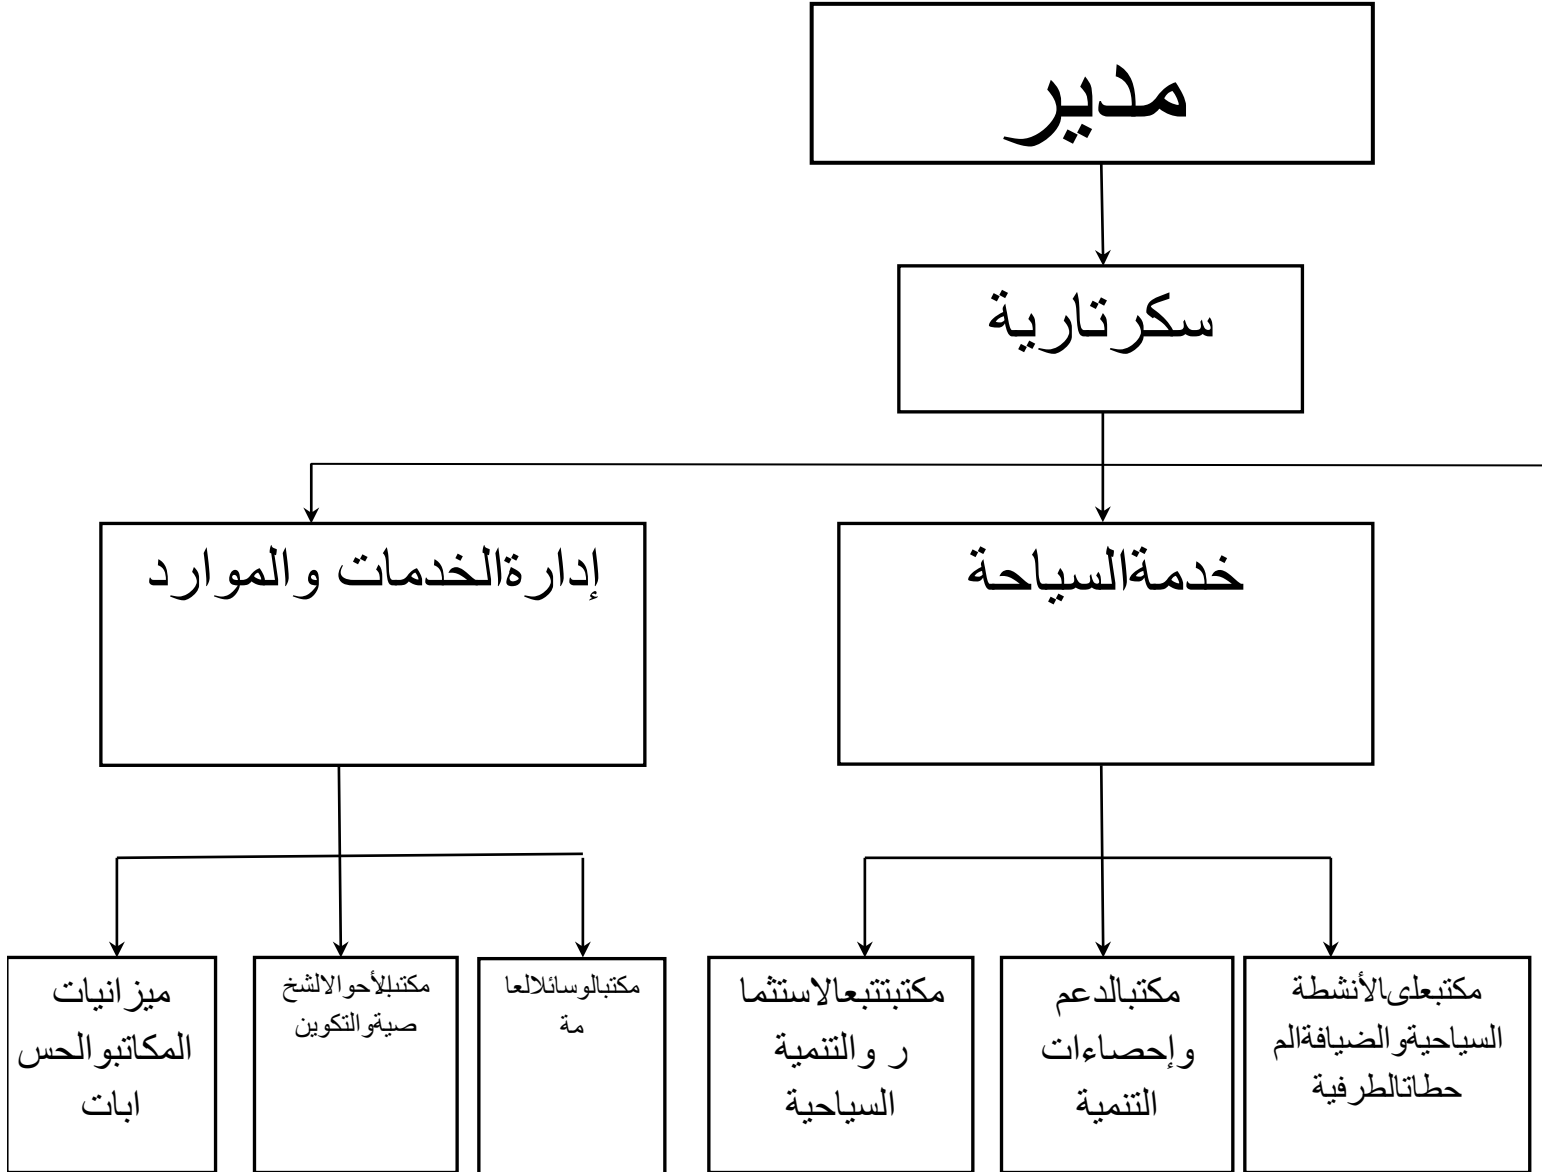 مدير
سكرتارية
خدمةالسياحة
إدارةالخدمات والموارد
مكتبعلىالأنشطة
السياحيةوالضيافةالم
حطاتالطرفية
مكتبالدعم
وإحصاءات
التنمية
مكتبتتبعالاستثما
ر والتنمية
السياحية
مكتبالوسائلالعا
مة
مكتبلأحوالالشخ
صيةوالتكوين
ميزانيات
المكاتبوالحس
ابات